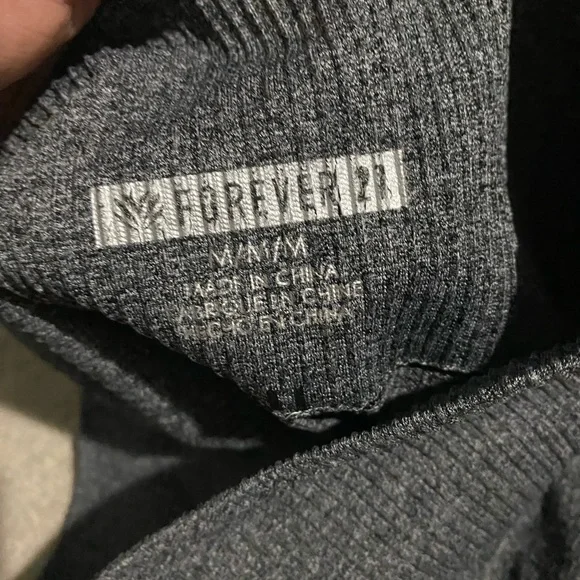 FOREVER 21
M/M/M
MADE IN CHINA
FABRIQUÉ EN CHINE
HECHO EN CHINA